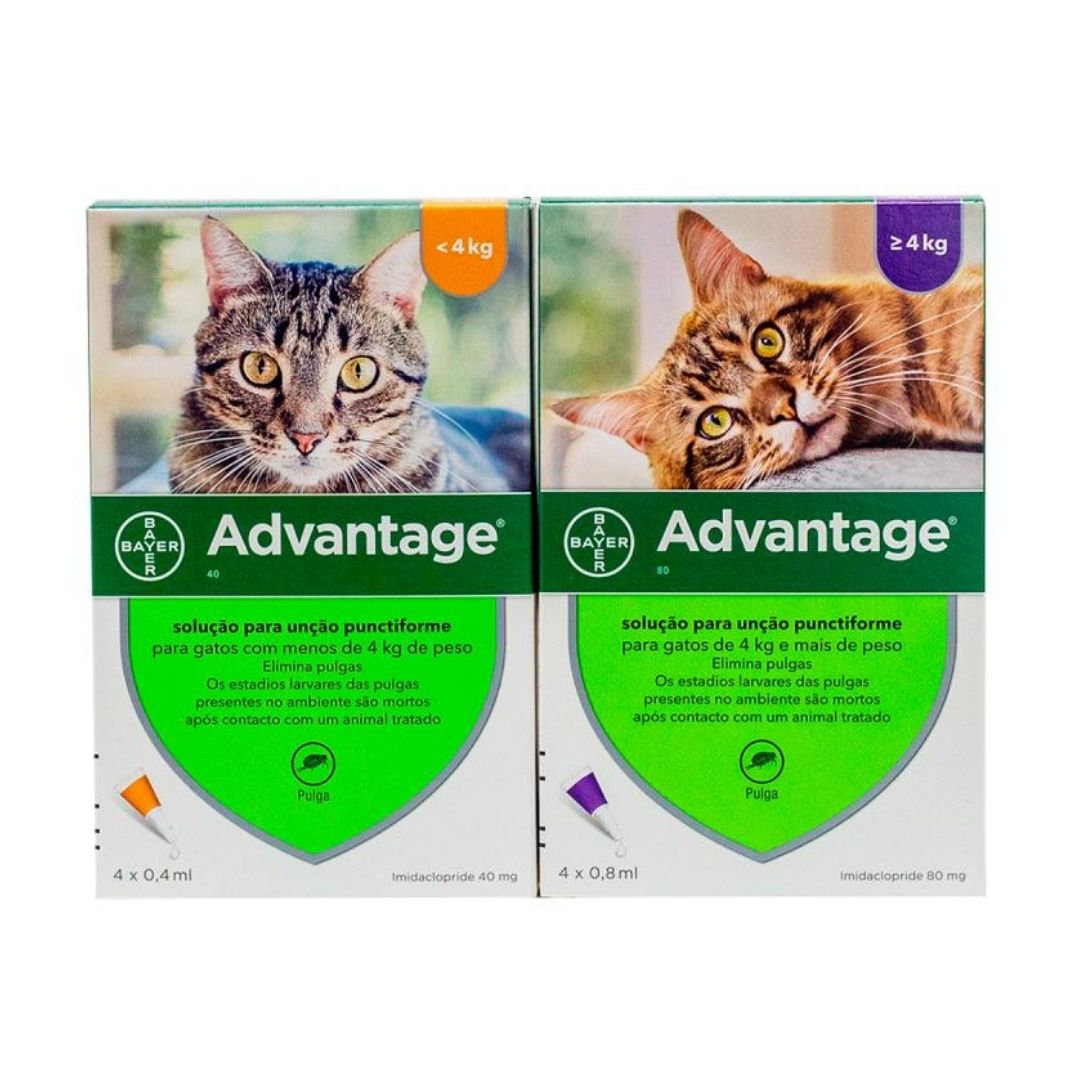 < 4 kg
BAYER
BAYER
Advantage®
40
solução para unção punctiforme
para gatos com menos de 4 kg de peso
Elimina pulgas
Os estadios larvares das pulgas
presentes no ambiente são mortos
após contacto com um animal tratado
Pulga
4 x 0,4 ml
Imidaclopride 40 mg
≥ 4 kg
BAYER
BAYER
Advantage®
80
solução para unção punctiforme
para gatos de 4 kg e mais de peso
Elimina pulgas
Os estadios larvares das pulgas
presentes no ambiente são mortos
após contacto com um animal tratado
Pulga
4 x 0,8 ml
Imidaclopride 80 mg